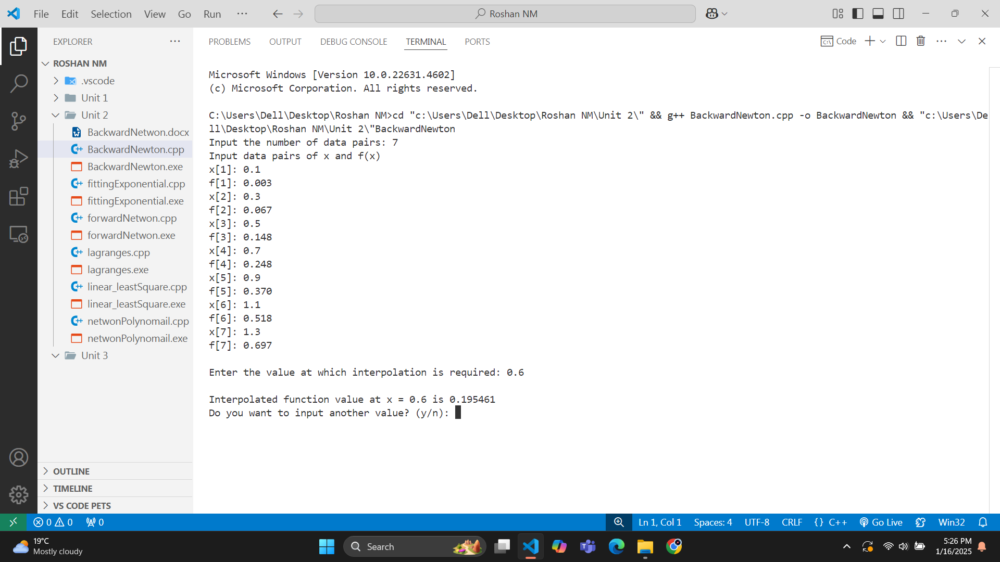 File Edit Selection View Go Run ···
Roshan NM
EXPLORER ···
ROSHAN NM
.vscode
Unit 1
Unit 2
BackwardNetwon.docx
BackwardNewton.cpp
BackwardNewton.exe
fittingExponential.cpp
fittingExponential.exe
forwardNetwon.cpp
forwardNetwon.exe
lagranges.cpp
lagranges.exe
linear_leastSquare.cpp
linear_leastSquare.exe
netwonPolynomail.cpp
netwonPolynomail.exe
Unit 3
OUTLINE
TIMELINE
VS CODE PETS
PROBLEMS OUTPUT DEBUG CONSOLE TERMINAL PORTS
Code
Microsoft Windows [Version 10.0.22631.4602]
(c) Microsoft Corporation. All rights reserved.
C:\Users\Dell\Desktop\Roshan NM>cd "c:\Users\Dell\Desktop\Roshan NM\Unit 2\" && g++ BackwardNewton.cpp -o BackwardNewton && "c:\Users\De
ll\Desktop\Roshan NM\Unit 2\"BackwardNewton
Input the number of data pairs: 7
Input data pairs of x and f(x)
x[1]: 0.1
f[1]: 0.003
x[2]: 0.3
f[2]: 0.067
x[3]: 0.5
f[3]: 0.148
x[4]: 0.7
f[4]: 0.248
x[5]: 0.9
f[5]: 0.370
x[6]: 1.1
f[6]: 0.518
x[7]: 1.3
f[7]: 0.697
Enter the value at which interpolation is required: 0.6
Interpolated function value at x = 0.6 is 0.195461
Do you want to input another value? (y/n):
0 0 0
Ln 1, Col 1 Spaces: 4 UTF-8 CRLF {} C++ Go Live Win32
19°C
Mostly cloudy
Search
5:26 PM
1/16/2025